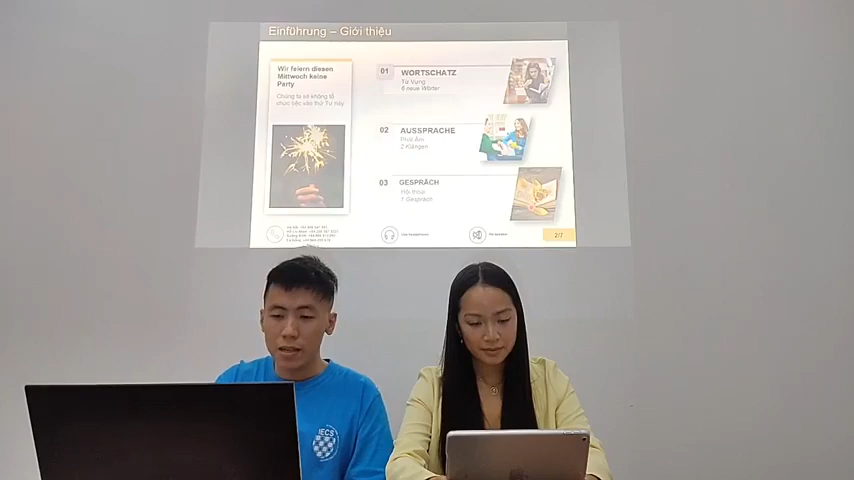 Einführung – Giới thiệu
Wir feiern diesen
Mittwoch keine
Party
Chúng ta sẽ không tổ
chức tiệc vào thứ Tư này
01
WORTSCHATZ
Từ Vựng
6 neue Wörter
02
AUSSPRACHE
Phát Âm
2 Klängen
03
GESPRÄCH
Hội thoại
1 Gespräch
2/7
IECS